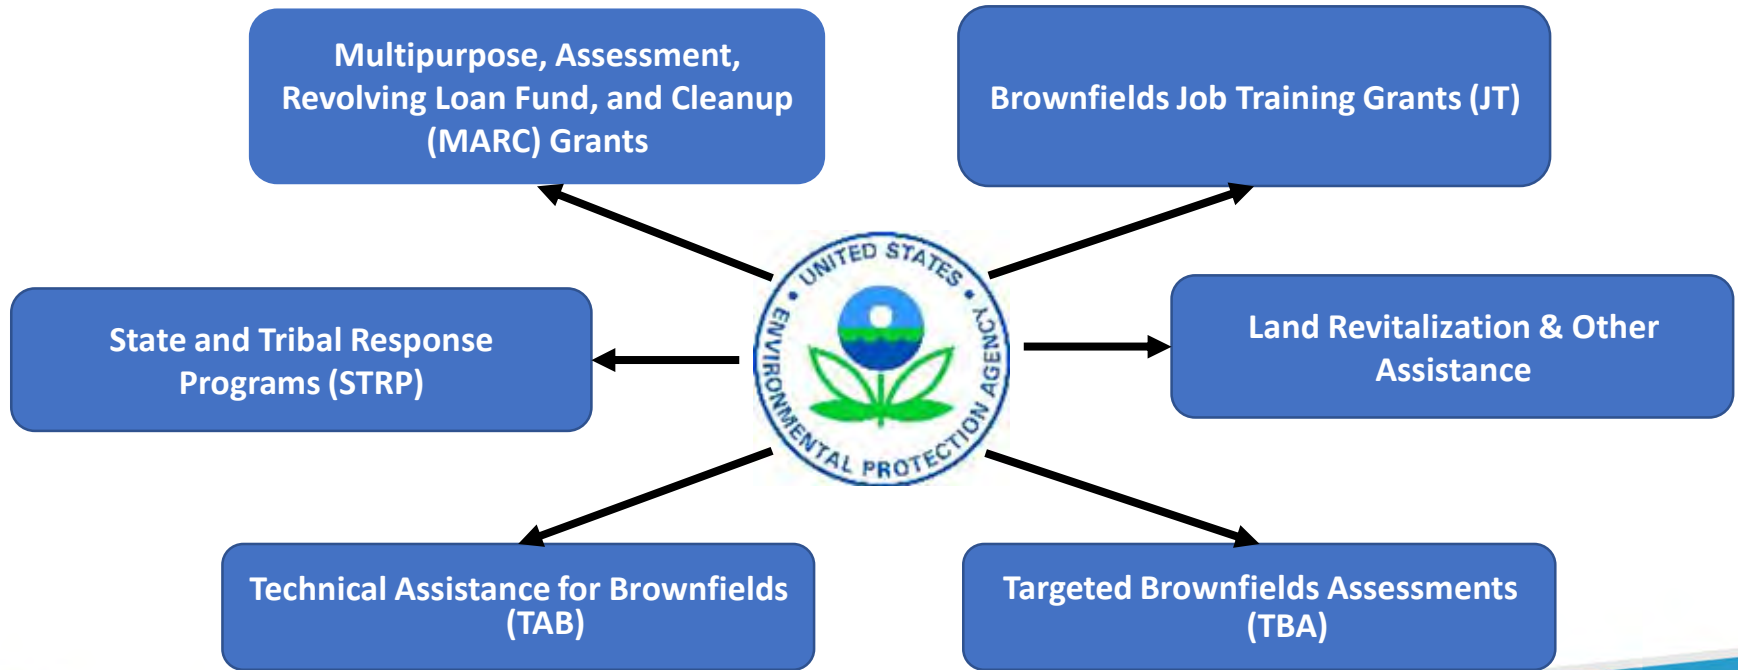 Multipurpose, Assessment,
Revolving Loan Fund, and Cleanup
(MARC) Grants
Brownfields Job Training Grants (JT)
State and Tribal Response
Programs (STRP)
UNITED STATES
ENVIRONMENTAL PROTECTION AGENCY
Land Revitalization & Other
Assistance
Technical Assistance for Brownfields
(TAB)
Targeted Brownfields Assessments
(TBA)